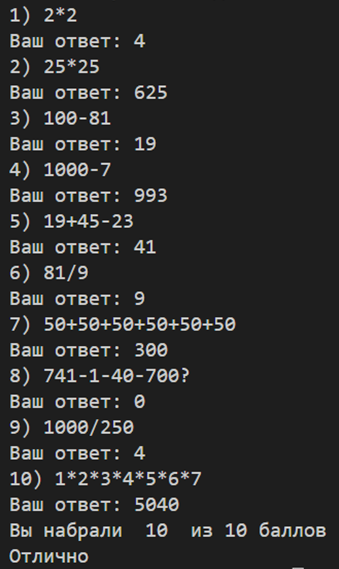 1) 2*2
Ваш ответ: 4
2) 25*25
Ваш ответ: 625
3) 100-81
Ваш ответ: 19
4) 1000-7
Ваш ответ: 993
5) 19+45-23
Ваш ответ: 41
6) 81/9
Ваш ответ: 9
7) 50+50+50+50+50+50
Ваш ответ: 300
8) 741-1-40-700?
Ваш ответ: 0
9) 1000/250
Ваш ответ: 4
10) 1*2*3*4*5*6*7
Ваш ответ: 5040
Вы набрали  10  из 10 баллов
Отлично